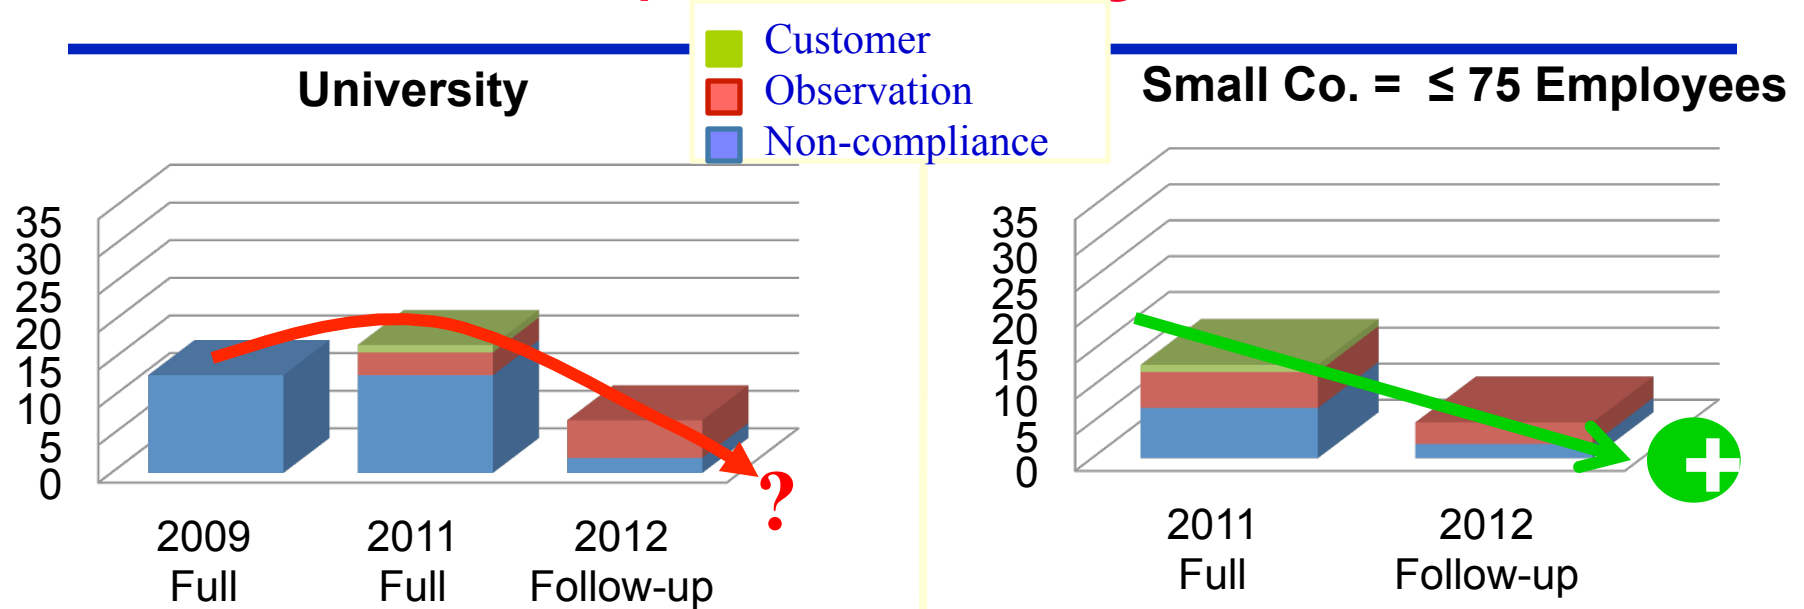 Customer
Observation
Non-compliance
University
35
30
25
20
15
10
5
0
2009
Full
2011
Full
2012
Follow-up
?
Small Co. = ≤ 75 Employees
35
30
25
20
15
10
5
0
2011
Full
2012
Follow-up
+